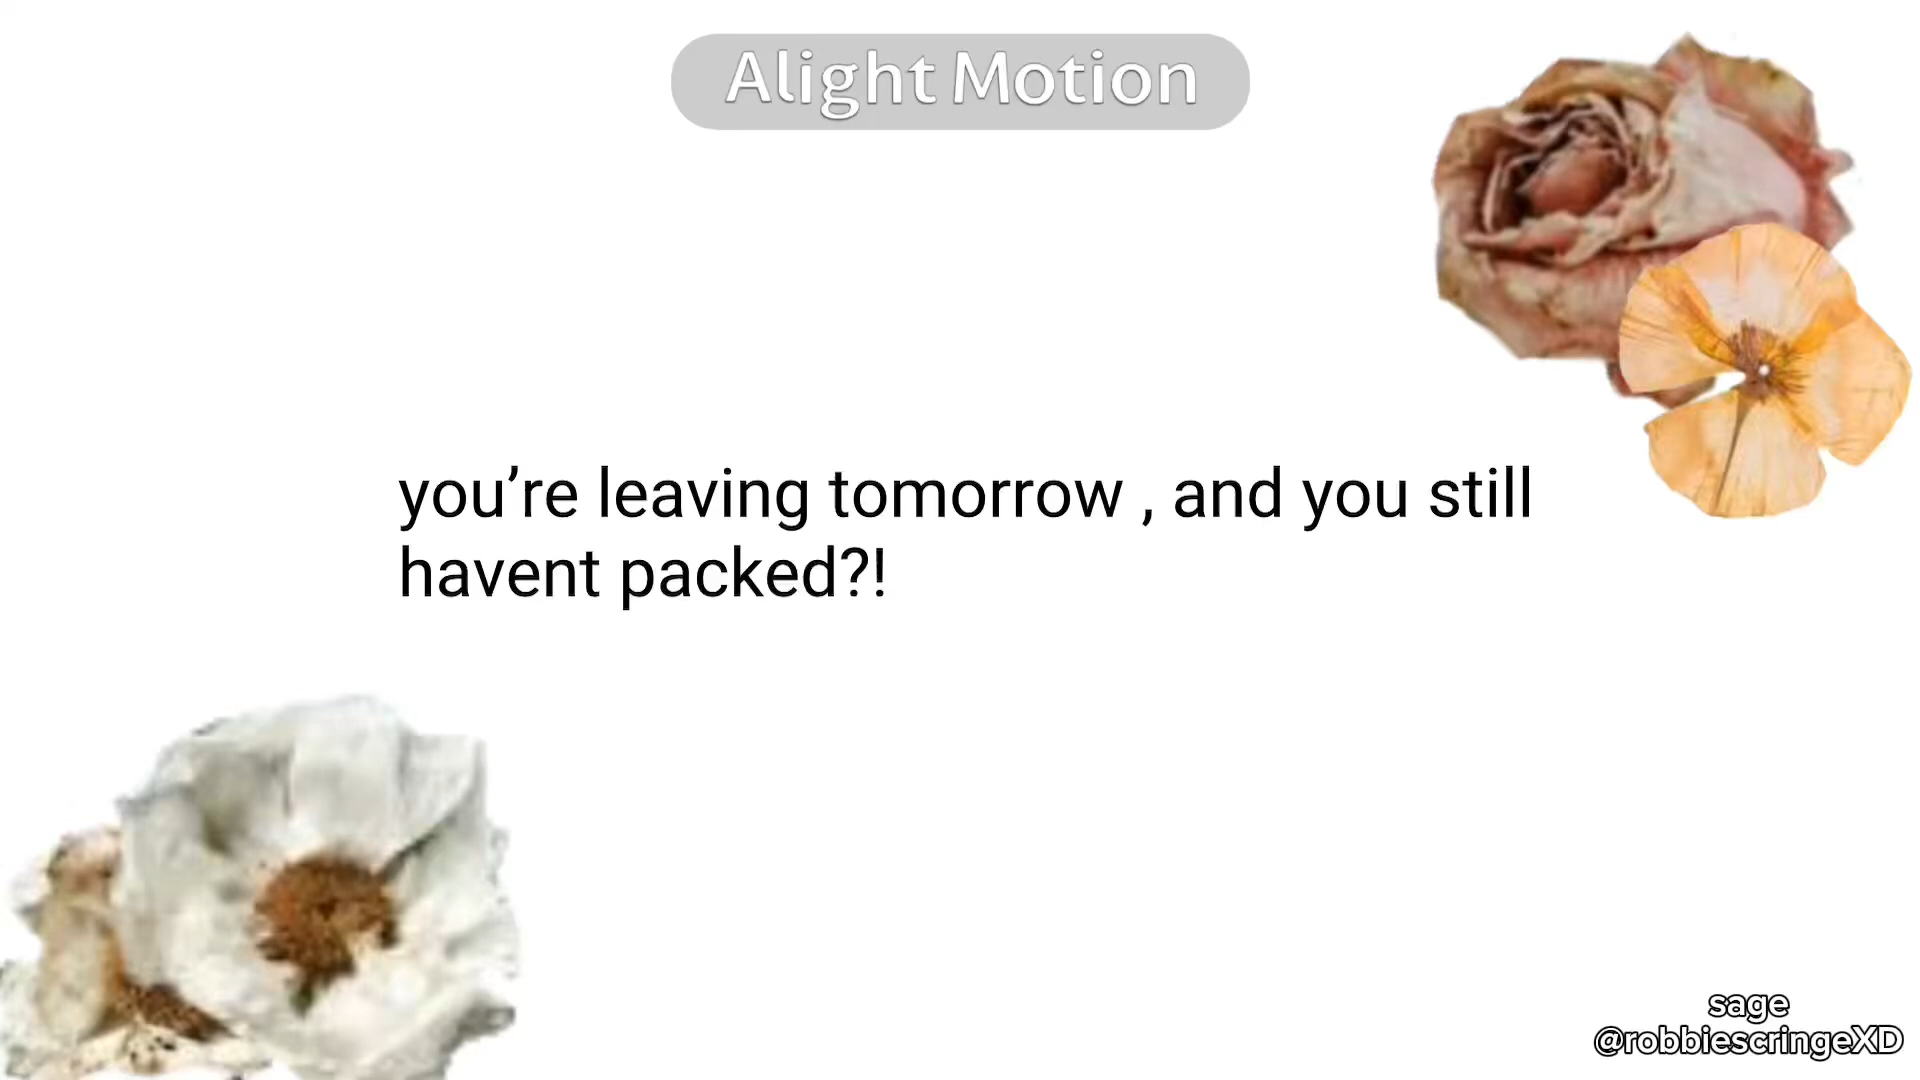 Alight Motion
you’re leaving tomorrow , and you still
havent packed?!
sage
@robbiescringeXD